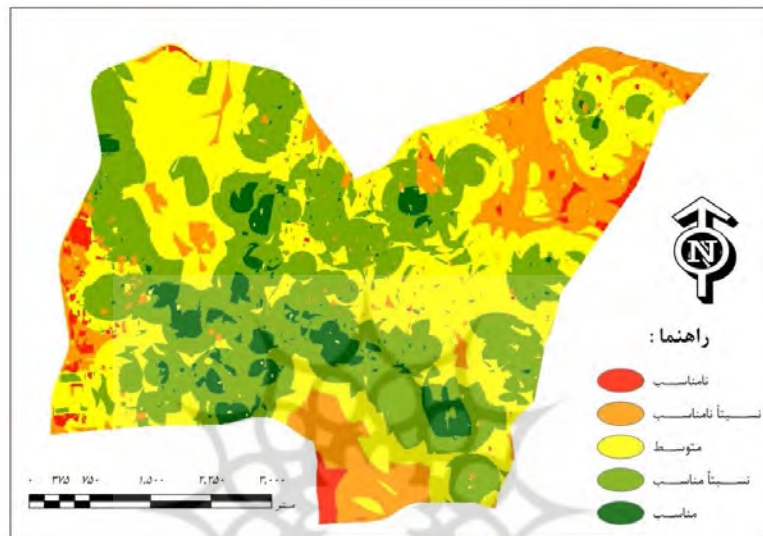 N
راهنما :
نامناسب
نسبتاً نامناسب
متوسط
نسبتاً مناسب
مناسب
۰ ۳۷۵ ۷۵۰ ۱,۵۰۰ ۲,۲۵۰ ۳,۰۰۰
متر